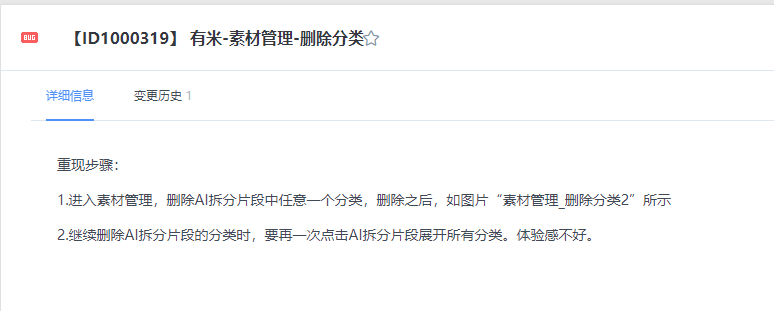 BUG
【ID1000319】 有米-素材管理-删除分类
详细信息
变更历史 1
重现步骤：
1.进入素材管理，删除AI拆分片段中任意一个分类，删除之后，如图片“素材管理_删除分类2”所示
2.继续删除AI拆分片段的分类时，要再一次点击AI拆分片段展开所有分类。体验感不好。